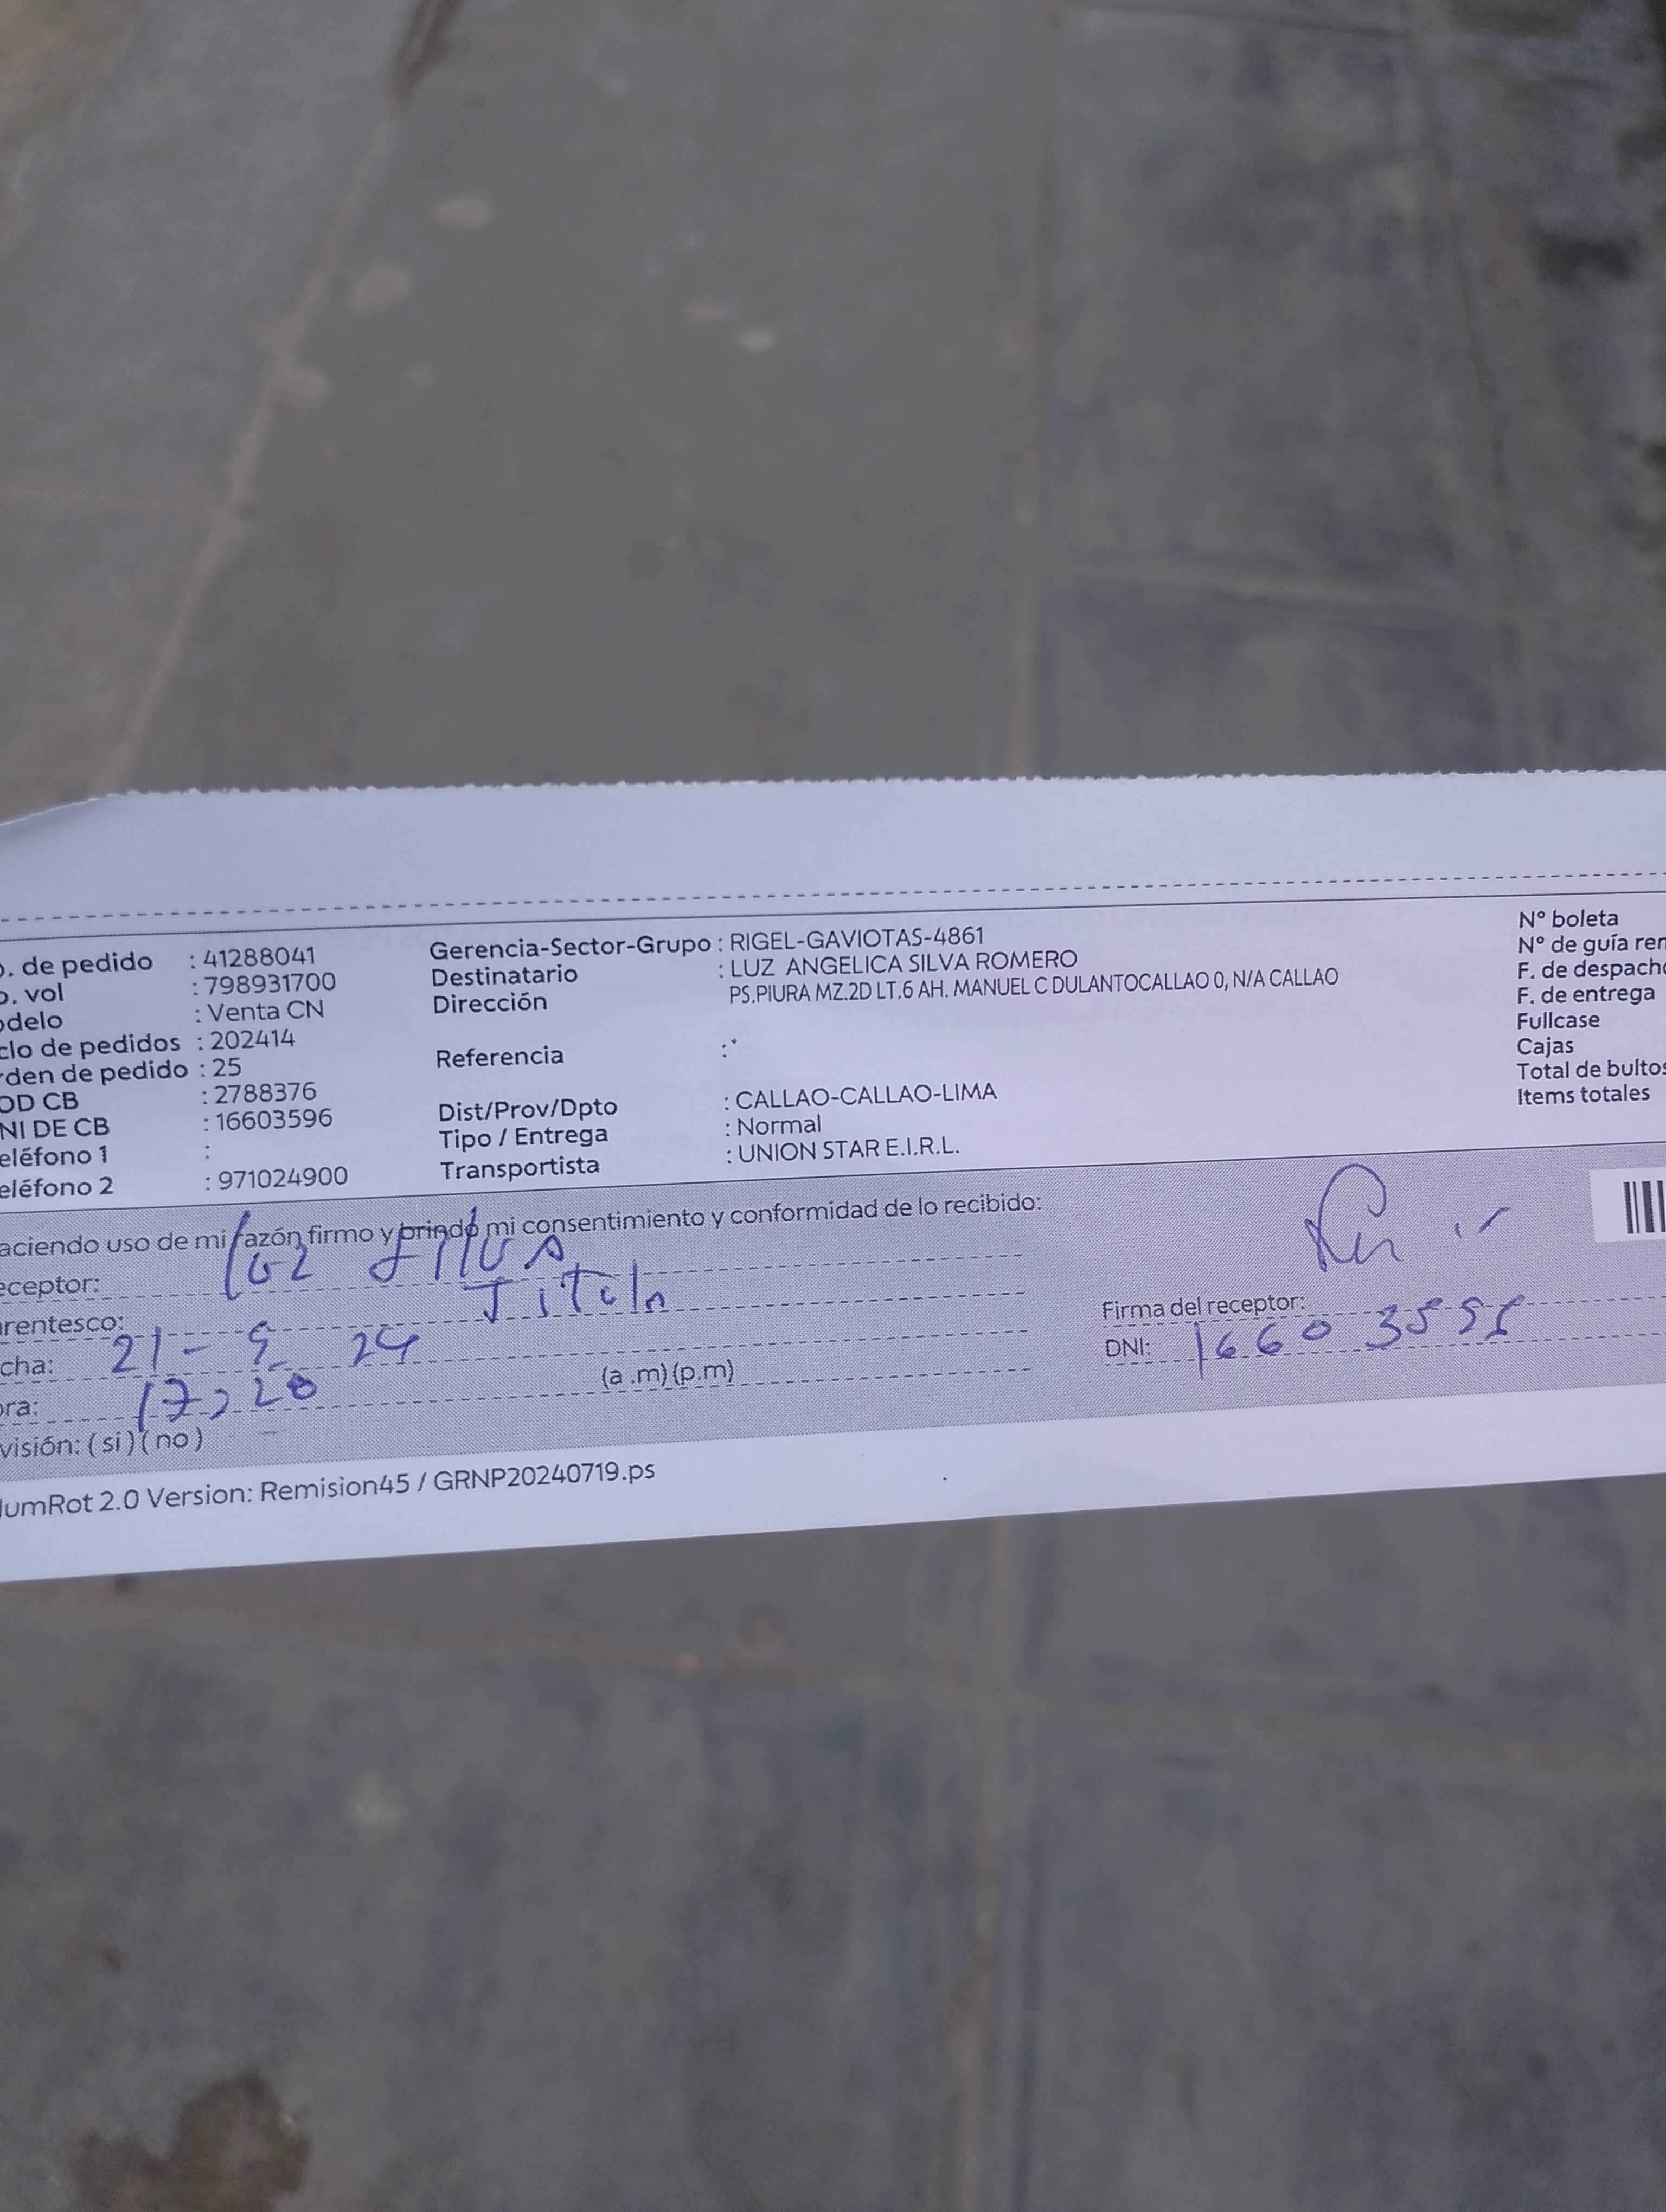 o. de pedido : 41288041
o. vol : 798931700
odelo : Venta CN
clo de pedidos : 202414
rden de pedido : 25
OD CB : 2788376
NI DE CB : 16603596
eléfono 1 :
eléfono 2 : 971024900
Gerencia-Sector-Grupo : RIGEL-GAVIOTAS-4861
Destinatario : LUZ ANGELICA SILVA ROMERO
Dirección PS.PIURA MZ.2D LT.6 AH. MANUEL C DULANTOCALLAO 0, N/A CALLAO
Referencia :*
Dist/Prov/Dpto : CALLAO-CALLAO-LIMA
Tipo / Entrega : Normal
Transportista : UNION STAR E.I.R.L.
N° boleta
N° de guía rem
F. de despacho
F. de entrega
Fullcase
Cajas
Total de bultos
Items totales
aciendo uso de mi razón firmo y brindo mi consentimiento y conformidad de lo recibido:
eceptor:
arentesco:
echa: 21 - 9 24
ora: 17,20 (a .m) (p.m)
visión: (si) (no)
Firma del receptor:
DNI: 16603596
umRot 2.0 Version: Remision45 / GRNP20240719.ps